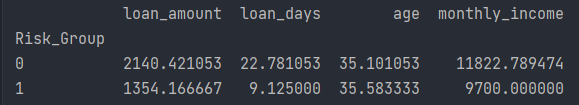 loan_amount loan_days age monthly_income
Risk_Group
0 2140.421053 22.781053 35.101053 11822.789474
1 1354.166667 9.125000 35.583333 9700.000000